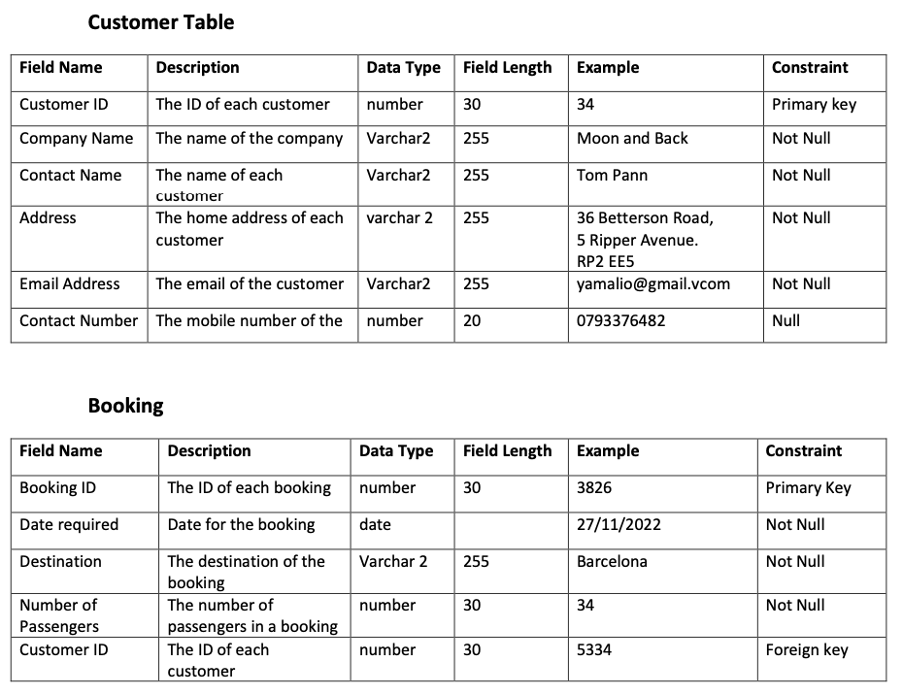 Customer Table
Field Name Description Data Type Field Length Example Constraint
Customer ID The ID of each customer number 30 34 Primary key
Company Name The name of the company Varchar2 255 Moon and Back Not Null
Contact Name The name of each Varchar2 255 Tom Pann Not Null
customer
Address The home address of each varchar 2 255 36 Betterson Road, Not Null
customer 5 Ripper Avenue.
RP2 EE5
Email Address The email of the customer Varchar2 255 yamalio@gmail.vcom Not Null
Contact Number The mobile number of the number 20 0793376482 Null
Booking
Field Name Description Data Type Field Length Example Constraint
Booking ID The ID of each booking number 30 3826 Primary Key
Date required Date for the booking date 27/11/2022 Not Null
Destination The destination of the Varchar 2 255 Barcelona Not Null
booking
Number of The number of number 30 34 Not Null
Passengers passengers in a booking
Customer ID The ID of each number 30 5334 Foreign key
customer